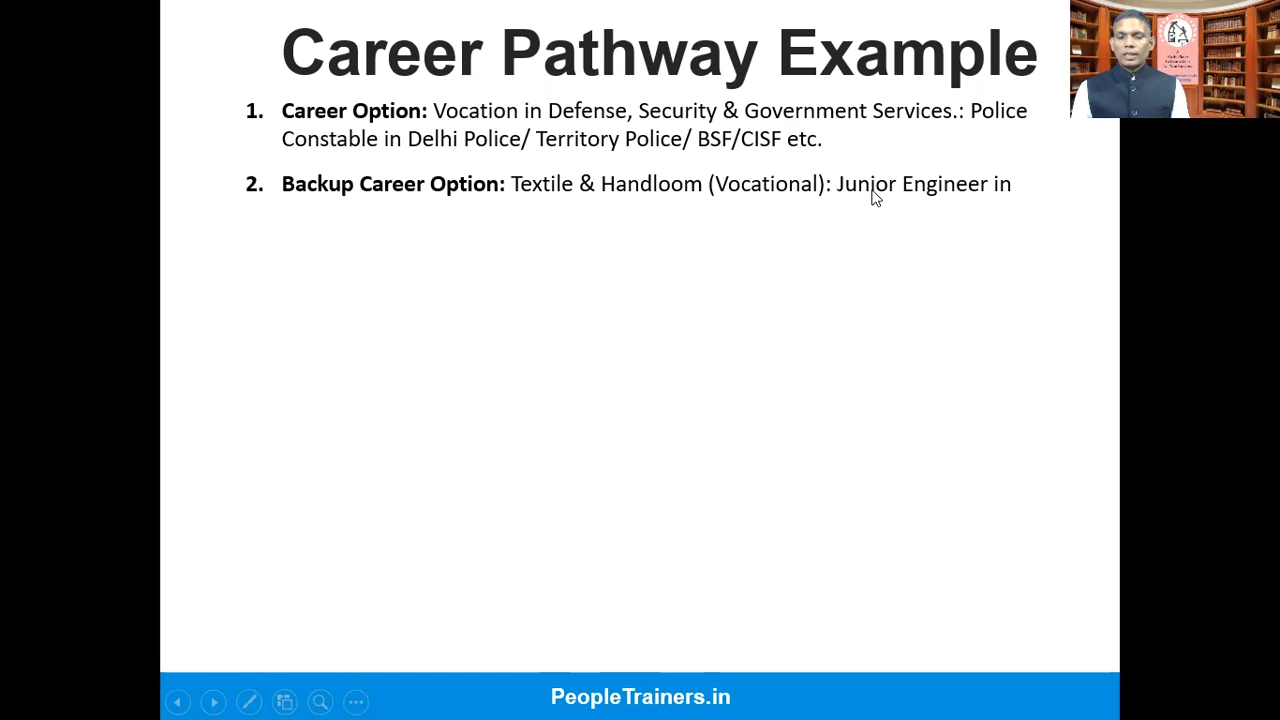 Career Pathway Example
1. Career Option: Vocation in Defense, Security & Government Services.: Police
Constable in Delhi Police/ Territory Police/ BSF/CISF etc.
2. Backup Career Option: Textile & Handloom (Vocational): Junior Engineer in
PeopleTrainers.in